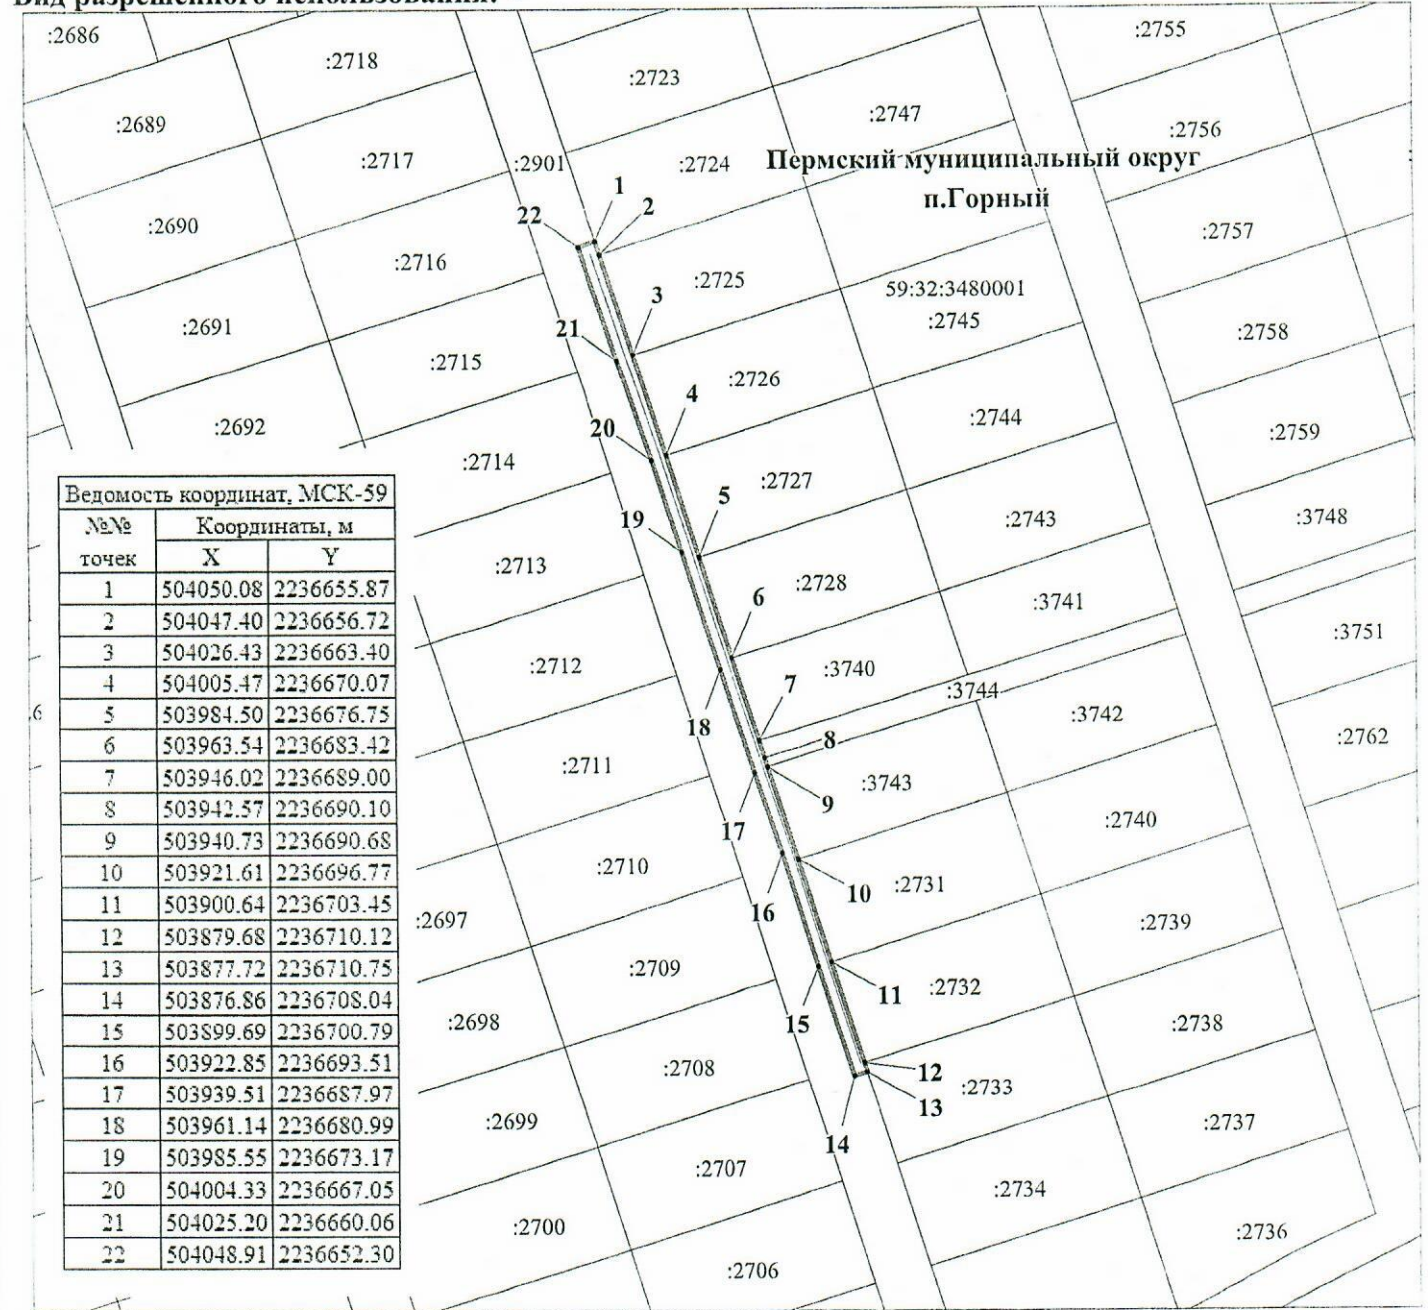 Вид разрешенного использования:
:2686
:2718
:2723
:2755
:2689
:2717
:2901
:2724
:2747
:2756
Пермский муниципальный округ
п.Горный
1
2
22
:2690
:2716
:2725
59:32:3480001
:2745
:2757
3
21
:2691
:2715
:2726
:2758
4
20
:2692
:2714
:2727
:2744
:2759
5
19
:2713
:2728
:2743
:3748
6
:2712
:3740
:3741
:3751
7
18
:3744
:3742
:2762
8
:2711
:3743
9
17
:2740
:2710
10
:2731
16
:2697
:2709
:2739
11
:2732
15
:2698
:2738
:2708
12
:2733
13
:2699
14
:2737
:2707
:2734
:2700
:2736
:2706
Ведомость координат, МСК-59
№№ точек Координаты, м
X Y
1 504050.08 2236655.87
2 504047.40 2236656.72
3 504026.43 2236663.40
4 504005.47 2236670.07
5 503984.50 2236676.75
6 503963.54 2236683.42
7 503946.02 2236689.00
8 503942.57 2236690.10
9 503940.73 2236690.68
10 503921.61 2236696.77
11 503900.64 2236703.45
12 503879.68 2236710.12
13 503877.72 2236710.75
14 503876.86 2236708.04
15 503899.69 2236700.79
16 503922.85 2236693.51
17 503939.51 2236687.97
18 503961.14 2236680.99
19 503985.55 2236673.17
20 504004.33 2236667.05
21 504025.20 2236660.06
22 504048.91 2236652.30